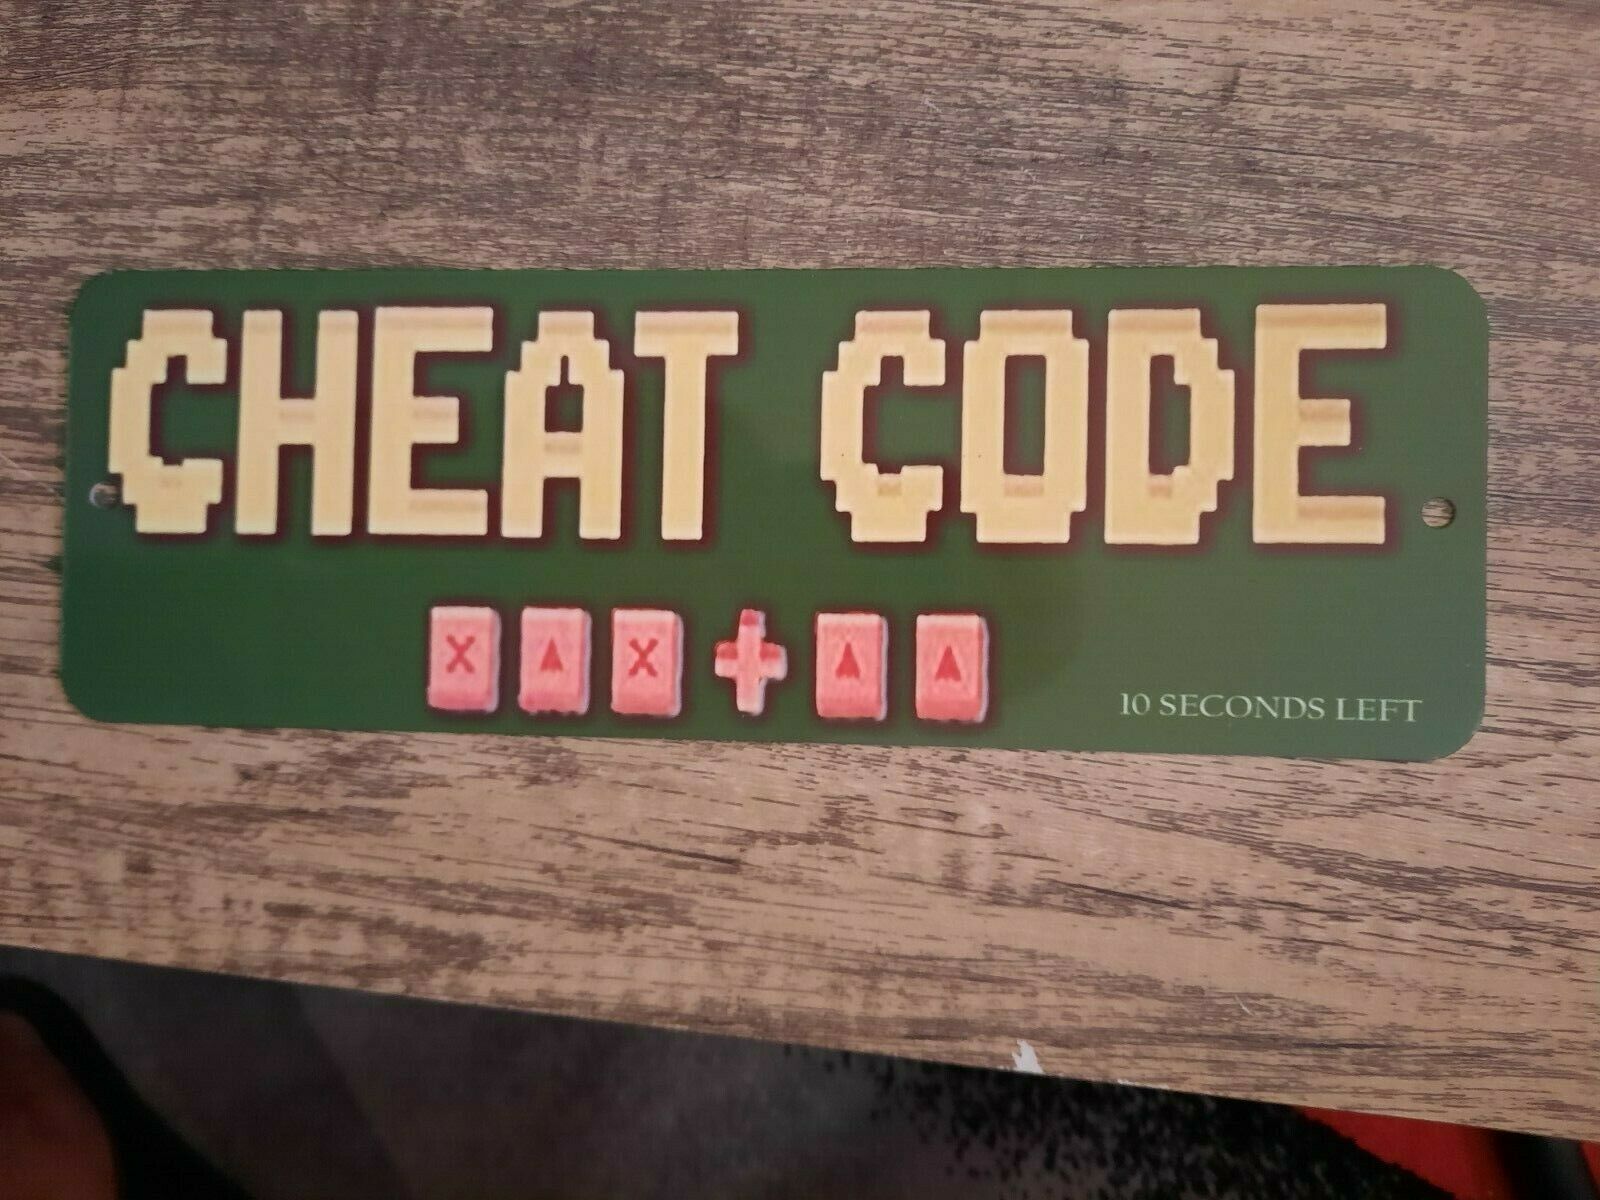 CHEAT CODE
X ▲ X + ▲ ▲
10 SECONDS LEFT